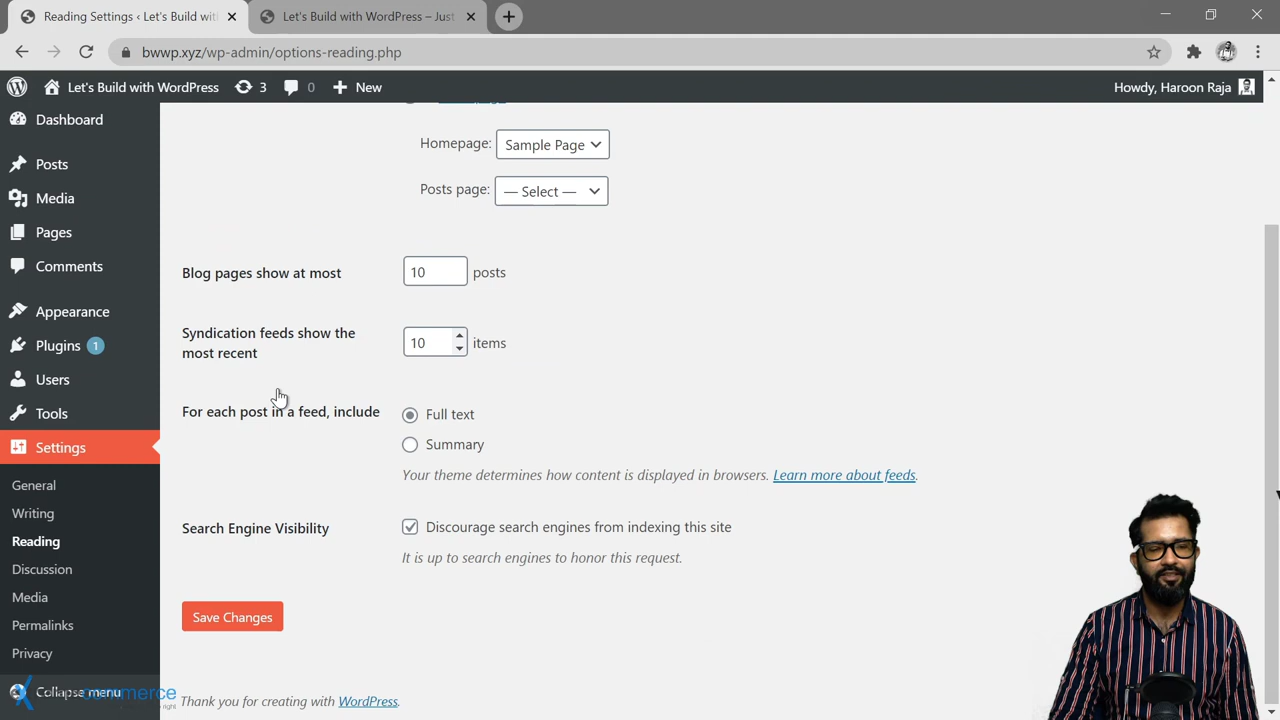 Reading Settings ‹ Let's Build with
Let's Build with WordPress – Just
bwwp.xyz/wp-admin/options-reading.php
Let's Build with WordPress
3
0
New
Howdy, Haroon Raja
Dashboard
Posts
Media
Pages
Comments
Appearance
Plugins 1
Users
Tools
Settings
General
Writing
Reading
Discussion
Media
Permalinks
Privacy
Collapse menu
Homepage: Sample Page
Posts page: — Select —
Blog pages show at most 10 posts
Syndication feeds show the
most recent
10 items
For each post in a feed, include
Full text
Summary
Your theme determines how content is displayed in browsers. Learn more about feeds.
Search Engine Visibility
Discourage search engines from indexing this site
It is up to search engines to honor this request.
Save Changes
Thank you for creating with WordPress.